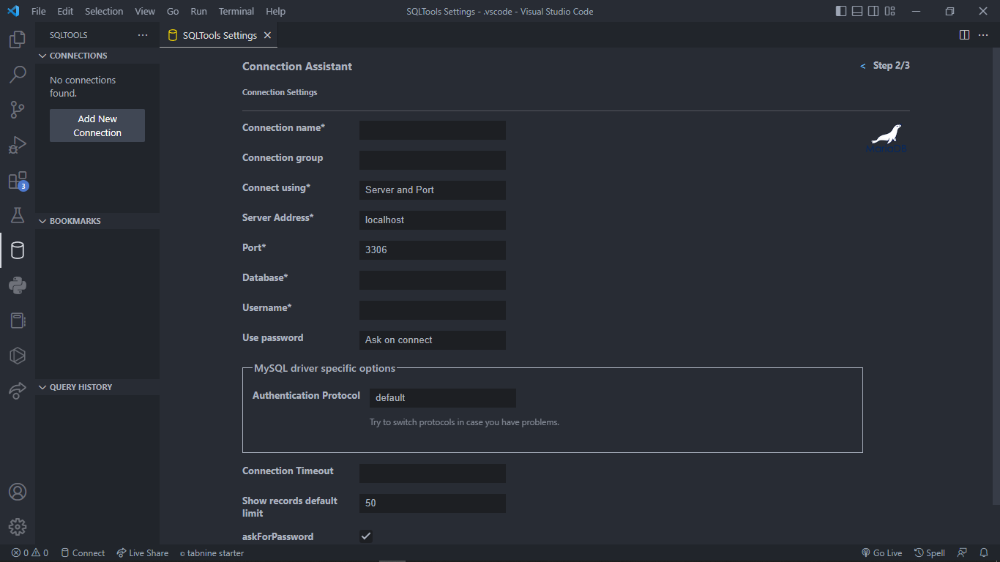 File Edit Selection View Go Run Terminal Help
SQLTools Settings - .vscode - Visual Studio Code
SQLTOOLS
SQLTools Settings
CONNECTIONS
No connections
found.
Add New
Connection
3
BOOKMARKS
QUERY HISTORY
Connection Assistant
< Step 2/3
Connection Settings
MariaDB
Connection name*
Connection group
Connect using* Server and Port
Server Address* localhost
Port* 3306
Database*
Username*
Use password Ask on connect
MySQL driver specific options
Authentication Protocol default
Try to switch protocols in case you have problems.
Connection Timeout
Show records default
limit 50
askForPassword
0 0 Connect Live Share tabnine starter
Go Live Spell